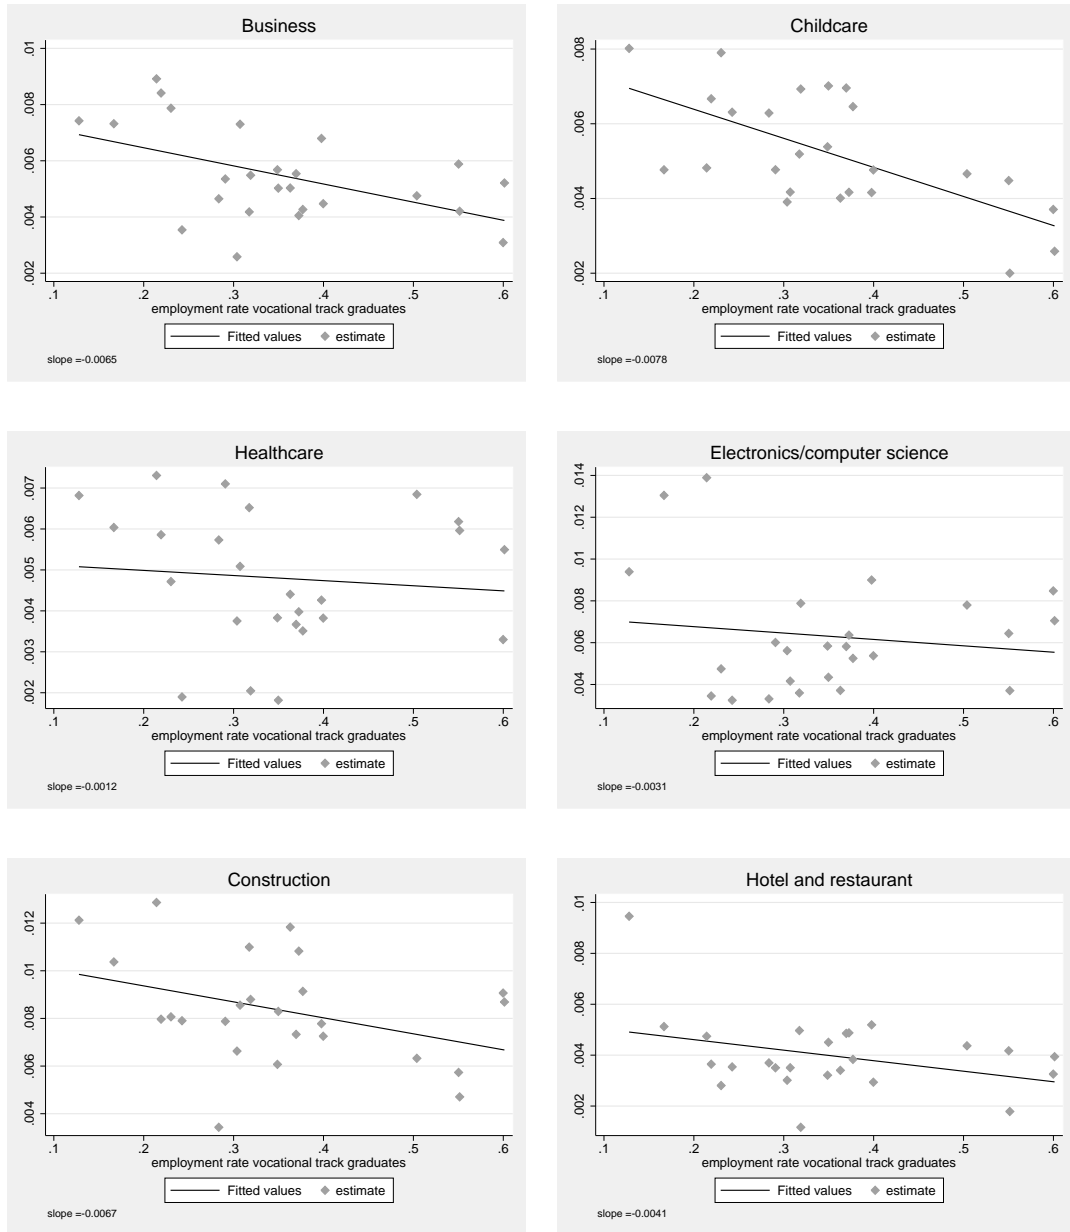 Business
.01
.008
.006
.004
.002
.1 .2 .3 .4 .5 .6
employment rate vocational track graduates
Fitted values estimate
slope =-0.0065
Childcare
.008
.006
.004
.002
.1 .2 .3 .4 .5 .6
employment rate vocational track graduates
Fitted values estimate
slope =-0.0078
Healthcare
.007
.006
.005
.004
.003
.002
.1 .2 .3 .4 .5 .6
employment rate vocational track graduates
Fitted values estimate
slope =-0.0012
Electronics/computer science
.014
.012
.01
.008
.006
.004
.1 .2 .3 .4 .5 .6
employment rate vocational track graduates
Fitted values estimate
slope =-0.0031
Construction
.012
.01
.008
.006
.004
.1 .2 .3 .4 .5 .6
employment rate vocational track graduates
Fitted values estimate
slope =-0.0067
Hotel and restaurant
.01
.008
.006
.004
.002
.1 .2 .3 .4 .5 .6
employment rate vocational track graduates
Fitted values estimate
slope =-0.0041